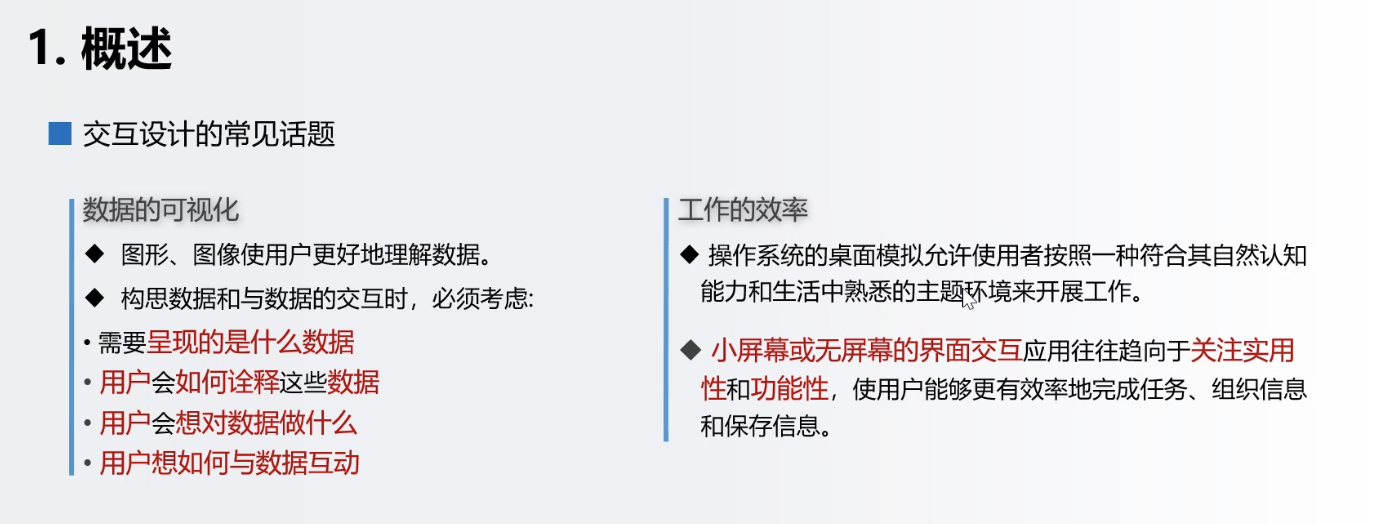 1. 概述
交互设计的常见话题
数据的可视化
◆ 图形、图像使用户更好地理解数据。
◆ 构思数据和与数据的交互时，必须考虑:
• 需要呈现的是什么数据
• 用户会如何诠释这些数据
• 用户会想对数据做什么
• 用户想如何与数据互动
工作的效率
◆ 操作系统的桌面模拟允许使用者按照一种符合其自然认知
能力和生活中熟悉的主题环境来开展工作。
◆ 小屏幕或无屏幕的界面交互应用往往趋向于关注实用
性和功能性，使用户能够更有效率地完成任务、组织信息
和保存信息。